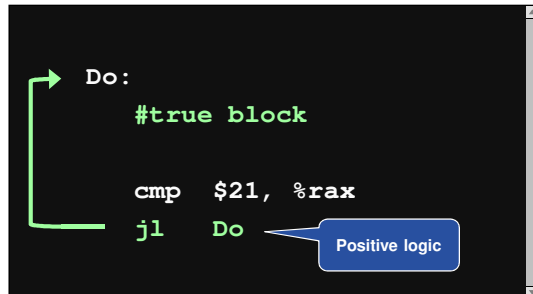 Do:
#true block
cmp $21, %rax
jl Do
Positive logic